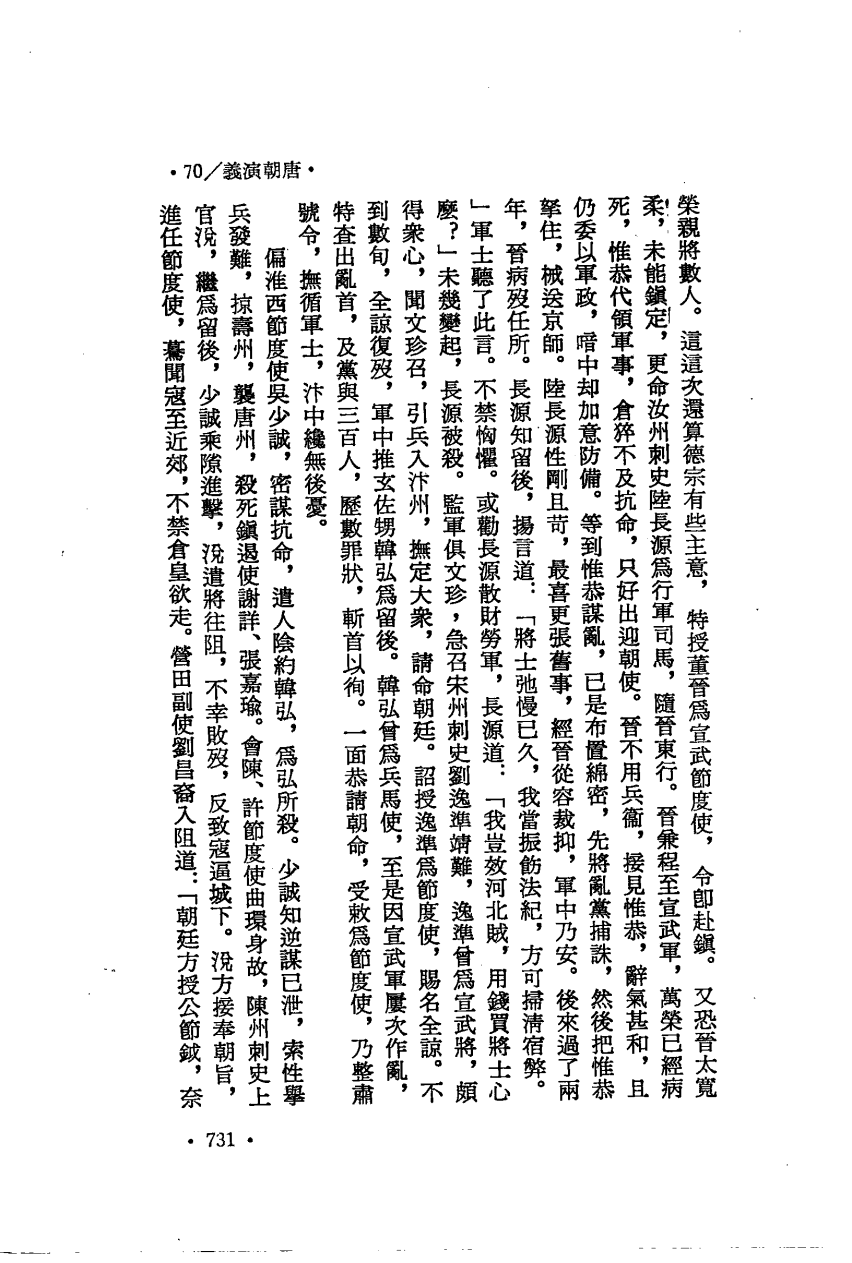 •70/義演朝唐•
榮親將數人。這這次還算德宗有些主意，特授董晉爲宣武節度使，令卽赴鎭。又恐晉太寬
柔，未能鎭定，更命汝州刺史陸長源爲行軍司馬，隨晉東行。晉兼程至宣武軍，萬榮已經病
死，惟恭代領軍事，倉猝不及抗命，只好出迎朝使。晉不用兵衞，接見惟恭，辭氣甚和，且
仍委以軍政，暗中却加意防備。等到惟恭謀亂，已是布置綿密，先將亂黨捕誅，然後把惟恭
拏住，械送京師。陸長源性剛且苛，最喜更張舊事，經晉從容裁抑，軍中乃安。後來過了兩
年，晉病歿任所。長源知留後，揚言道：「將士弛慢已久，我當振飭法紀，方可掃淸宿弊。
」軍士聽了此言。不禁恟懼。或勸長源散財勞軍，長源道：「我豈效河北賊，用錢買將士心
麼？」未幾變起，長源被殺。監軍俱文珍，急召宋州刺史劉逸準靖難，逸準曾爲宣武將，頗
得衆心，聞文珍召，引兵入汴州，撫定大衆，請命朝廷。詔授逸準爲節度使，賜名全諒。不
到數旬，全諒復歿，軍中推玄佐甥韓弘爲留後。韓弘曾爲兵馬使，至是因宣武軍屢次作亂，
特查出亂首，及黨與三百人，歷數罪狀，斬首以徇。一面恭請朝命，受敕爲節度使，乃整肅
號令，撫循軍士，汴中纔無後憂。
偏淮西節度使吳少誠，密謀抗命，遣人陰約韓弘，爲弘所殺。少誠知逆謀已泄，索性擧
兵發難，掠壽州，襲唐州，殺死鎭遏使謝詳、張嘉瑜。會陳、許節度使曲環身故，陳州刺史上
官涗，繼爲留後，少誠乘隙進擊，涗遣將往阻，不幸敗歿，反致寇逼城下。涗方接奉朝旨，
進任節度使，驀聞寇至近郊，不禁倉皇欲走。營田副使劉昌裔入阻道：「朝廷方授公節鉞，奈
•731•